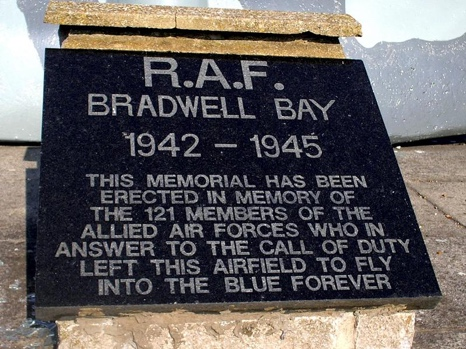 R.A.F.
BRADWELL BAY
1942 – 1945
THIS MEMORIAL HAS BEEN
ERECTED IN MEMORY OF
THE 121 MEMBERS OF THE
ALLIED AIR FORCES WHO IN
ANSWER TO THE CALL OF DUTY
LEFT THIS AIRFIELD TO FLY
INTO THE BLUE FOREVER